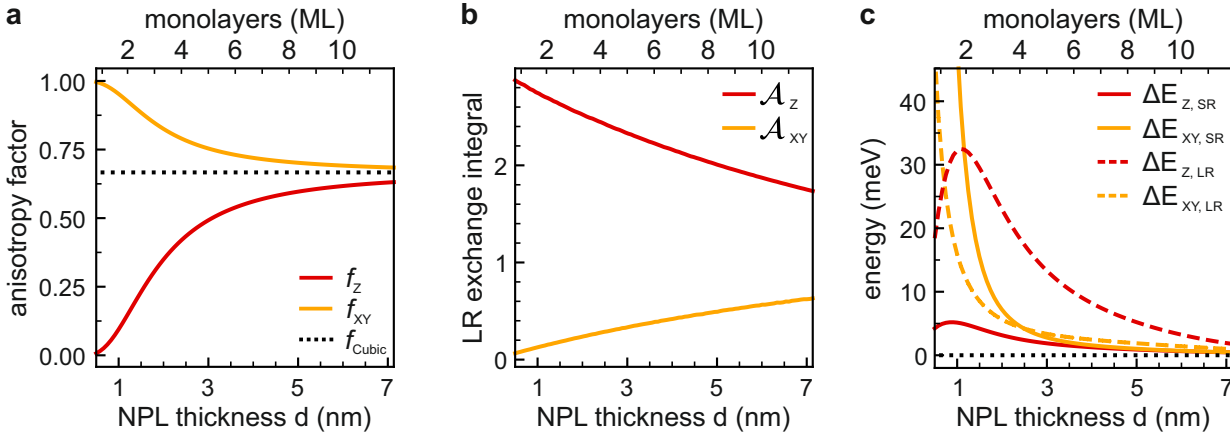 a
monolayers (ML)
2 4 6 8 10
anisotropy factor
1.00
0.75
0.50
0.25
0.00
f_Z
f_XY
f_Cubic
1 3 5 7
NPL thickness d (nm)
b
monolayers (ML)
2 4 6 8 10
LR exchange integral
3
2
1
0
𝒜_Z
𝒜_XY
1 3 5 7
NPL thickness d (nm)
c
monolayers (ML)
2 4 6 8 10
energy (meV)
40
30
20
10
0
ΔE_Z, SR
ΔE_XY, SR
ΔE_Z, LR
ΔE_XY, LR
1 3 5 7
NPL thickness d (nm)